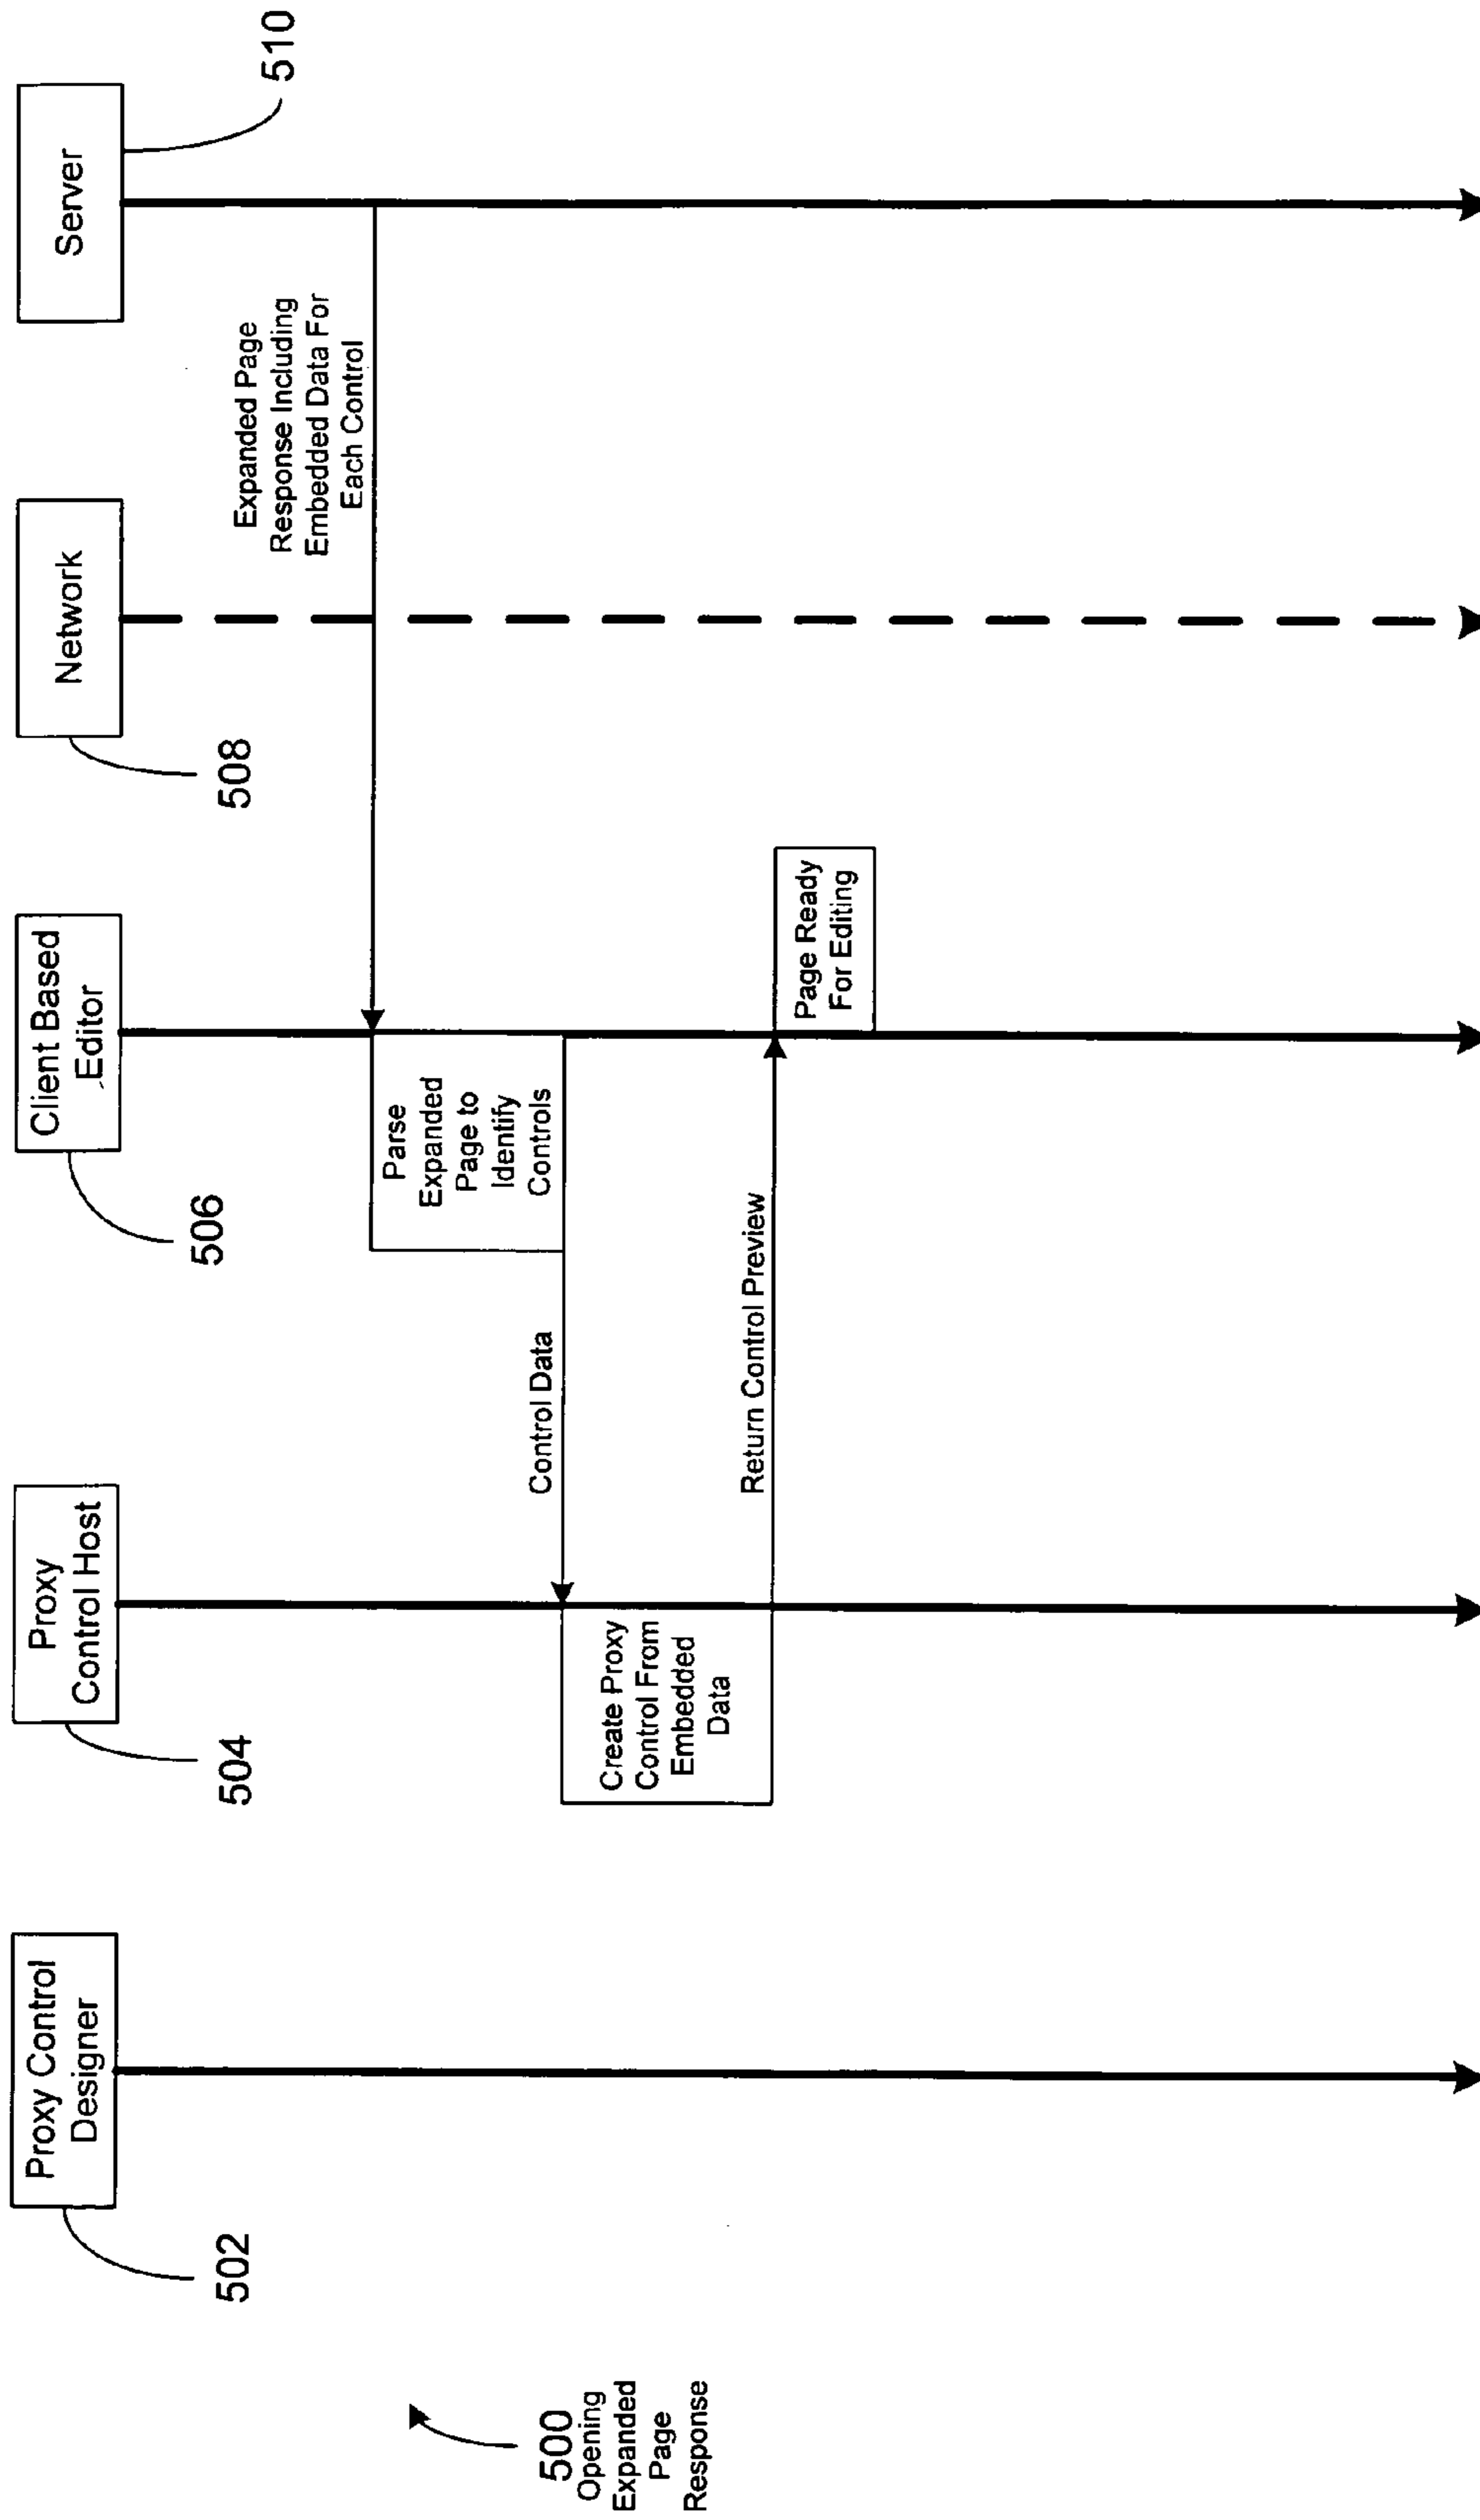 500
Opening
Expanded
Page
Response
Proxy Control
Designer
502
Proxy
Control Host
504
Client Based
Editor
506
Network
508
Server
510
Expanded Page
Response Including
Embedded Data For
Each Control
Parse
Expanded
Page to
Identify
Controls
Control Data
Create Proxy
Control From
Embedded
Data
Return Control Preview
Page Ready
For Editing